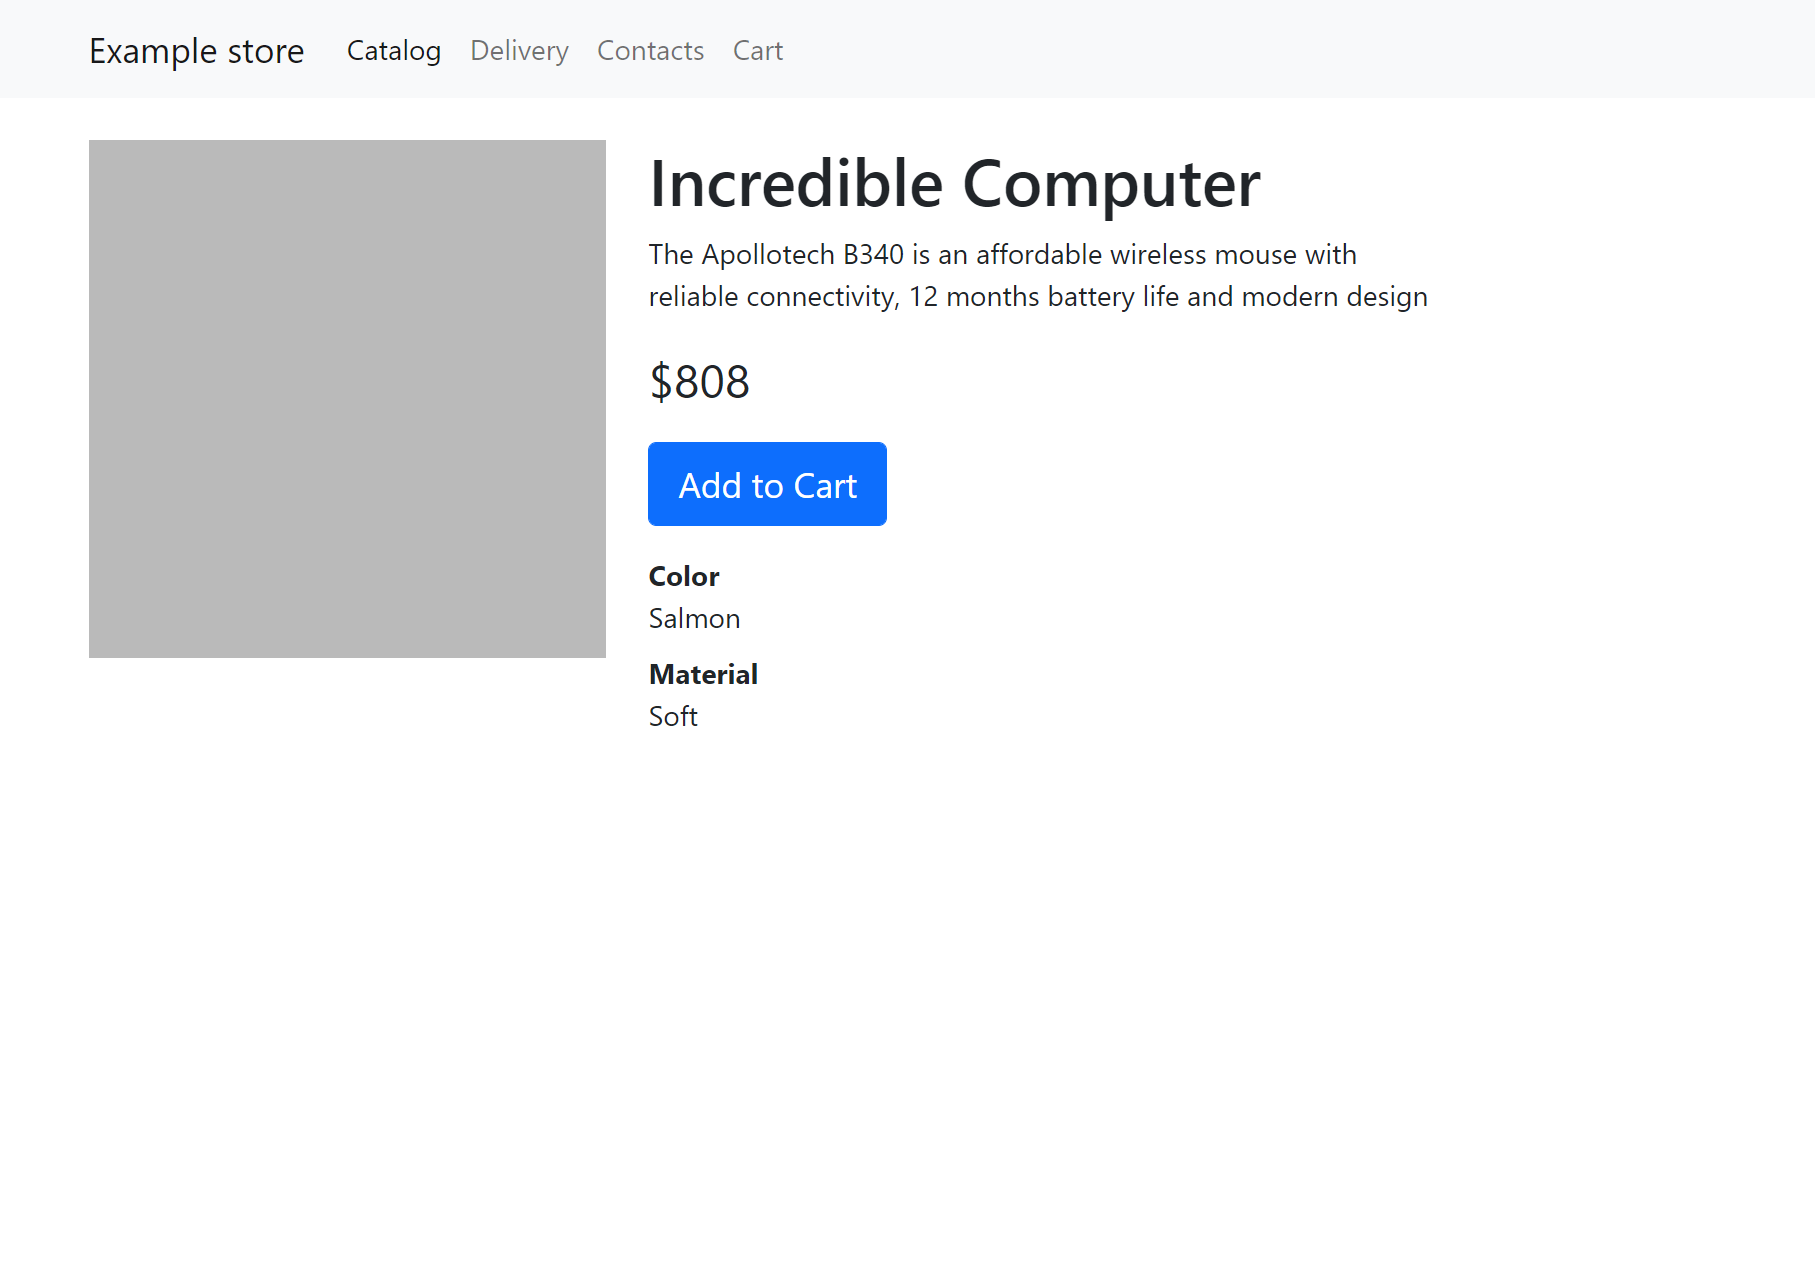 Example store Catalog Delivery Contacts Cart
Incredible Computer
The Apollotech B340 is an affordable wireless mouse with
reliable connectivity, 12 months battery life and modern design
$808
Add to Cart
Color
Salmon
Material
Soft